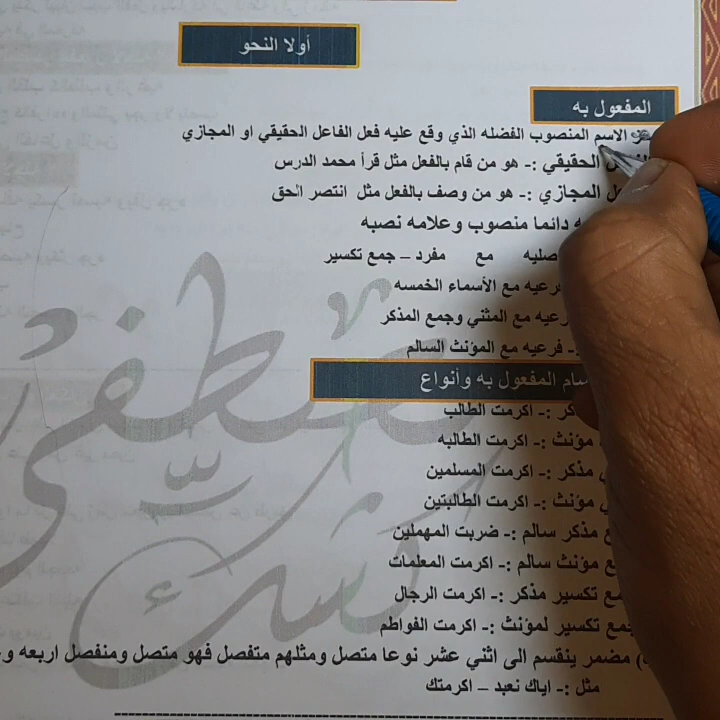 أولا النحو
المفعول به
الاسم المنصوب الفضله الذي وقع عليه فعل الفاعل الحقيقي او المجازي
الحقيقي :- هو من قام بالفعل مثل قرأ محمد الدرس
المجازي :- هو من وصف بالفعل مثل انتصر الحق
دائما منصوب وعلامه نصبه
مع مفرد – جمع تكسير
فرعيه مع الأسماء الخمسه
مع المثني وجمع المذكر
فرعيه مع المؤنث السالم
المفعول به وأنواع
:- اكرمت الطالب
مؤنث :- اكرمت الطالبه
مذكر :- اكرمت المسلمين
مؤنث :- اكرمت الطالبتين
مذكر سالم :- ضربت المهملين
مؤنث سالم :- اكرمت المعلمات
تكسير مذكر :- اكرمت الرجال
جمع تكسير لمؤنث :- اكرمت الفواطم
مضمر ينقسم الى اثني عشر نوعا متصل ومثلهم متفصل فهو متصل ومنفصل اربعه
مثل :- اياك نعبد – اكرمتك